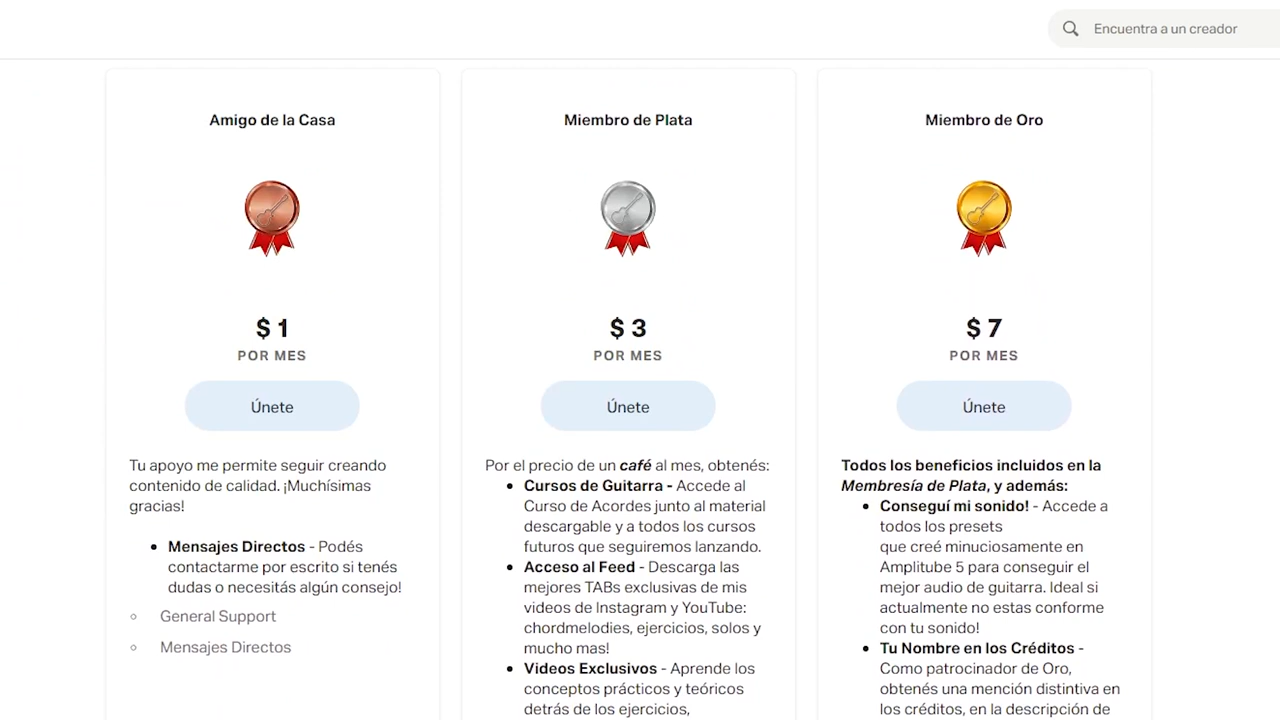 Encuentra a un creador
Amigo de la Casa
$ 1
POR MES
Únete
Tu apoyo me permite seguir creando
contenido de calidad. ¡Muchísimas
gracias!
Mensajes Directos - Podés
contactarme por escrito si tenés
dudas o necesitás algún consejo!
General Support
Mensajes Directos
Miembro de Plata
$ 3
POR MES
Únete
Por el precio de un café al mes, obtenés:
Cursos de Guitarra - Accede al
Curso de Acordes junto al material
descargable y a todos los cursos
futuros que seguiremos lanzando.
Acceso al Feed - Descarga las
mejores TABs exclusivas de mis
videos de Instagram y YouTube:
chordmelodies, ejercicios, solos y
mucho mas!
Videos Exclusivos - Aprende los
conceptos prácticos y teóricos
detrás de los ejercicios,
Miembro de Oro
$ 7
POR MES
Únete
Todos los beneficios incluidos en la
Membresía de Plata, y además:
Conseguí mi sonido! - Accede a
todos los presets
que creé minuciosamente en
Amplitube 5 para conseguir el
mejor audio de guitarra. Ideal si
actualmente no estas conforme
con tu sonido!
Tu Nombre en los Créditos -
Como patrocinador de Oro,
obtenés una mención distintiva en
los créditos, en la descripción de